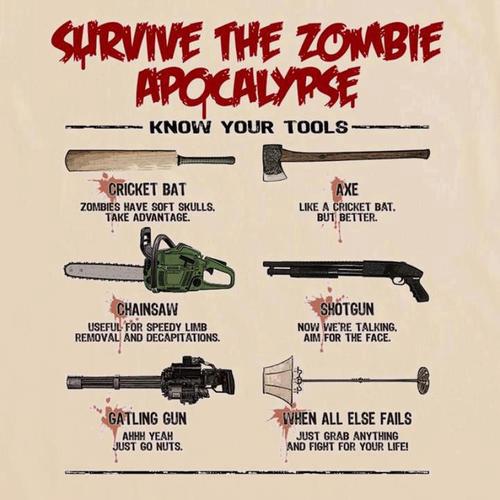 SURVIVE THE ZOMBIE
APOCALYPSE
KNOW YOUR TOOLS
CRICKET BAT
ZOMBIES HAVE SOFT SKULLS.
TAKE ADVANTAGE.
AXE
LIKE A CRICKET BAT.
BUT BETTER.
CHAINSAW
USEFUL FOR SPEEDY LIMB
REMOVAL AND DECAPITATIONS.
SHOTGUN
NOW WE'RE TALKING.
AIM FOR THE FACE.
GATLING GUN
AHHH YEAH
JUST GO NUTS.
WHEN ALL ELSE FAILS
JUST GRAB ANYTHING
AND FIGHT FOR YOUR LIFE!